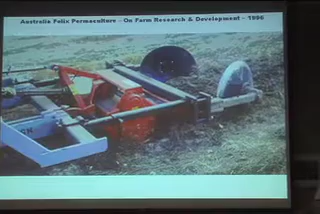 Australia Felix Permaculture - On Farm Research & Development - 1996